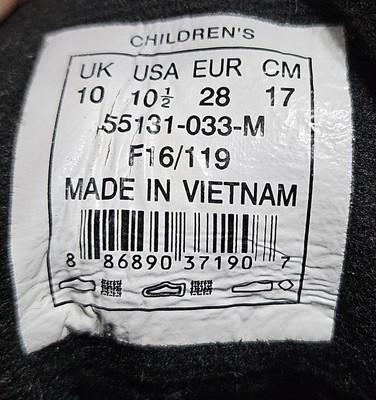 CHILDREN'S
UK USA EUR CM
10 10½ 28 17
55131-033-M
F16/119
MADE IN VIETNAM
8 86890 37190 7